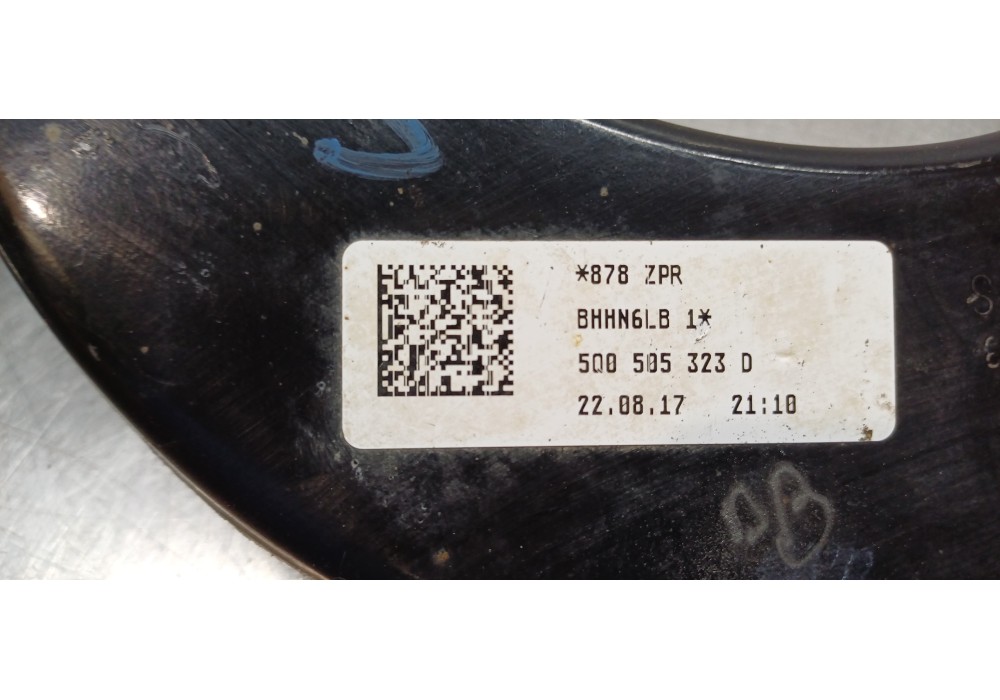 *878 ZPR
BHHN6LB 1*
5Q0 505 323 D
22.08.17 21:10